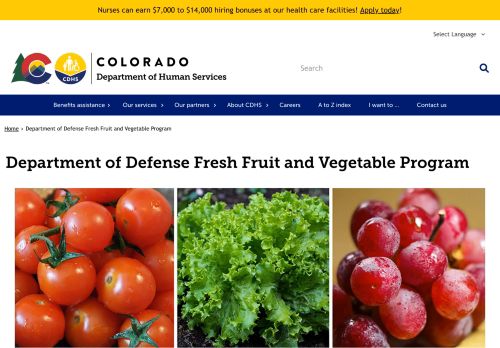 Nurses can earn $7,000 to $14,000 hiring bonuses at our health care facilities! Apply today!
Select Language
COLORADO
Department of Human Services
CDHS
Search
Benefits assistance
Our services
Our partners
About CDHS
Careers
A to Z index
I want to ...
Contact us
Home › Department of Defense Fresh Fruit and Vegetable Program
Department of Defense Fresh Fruit and Vegetable Program